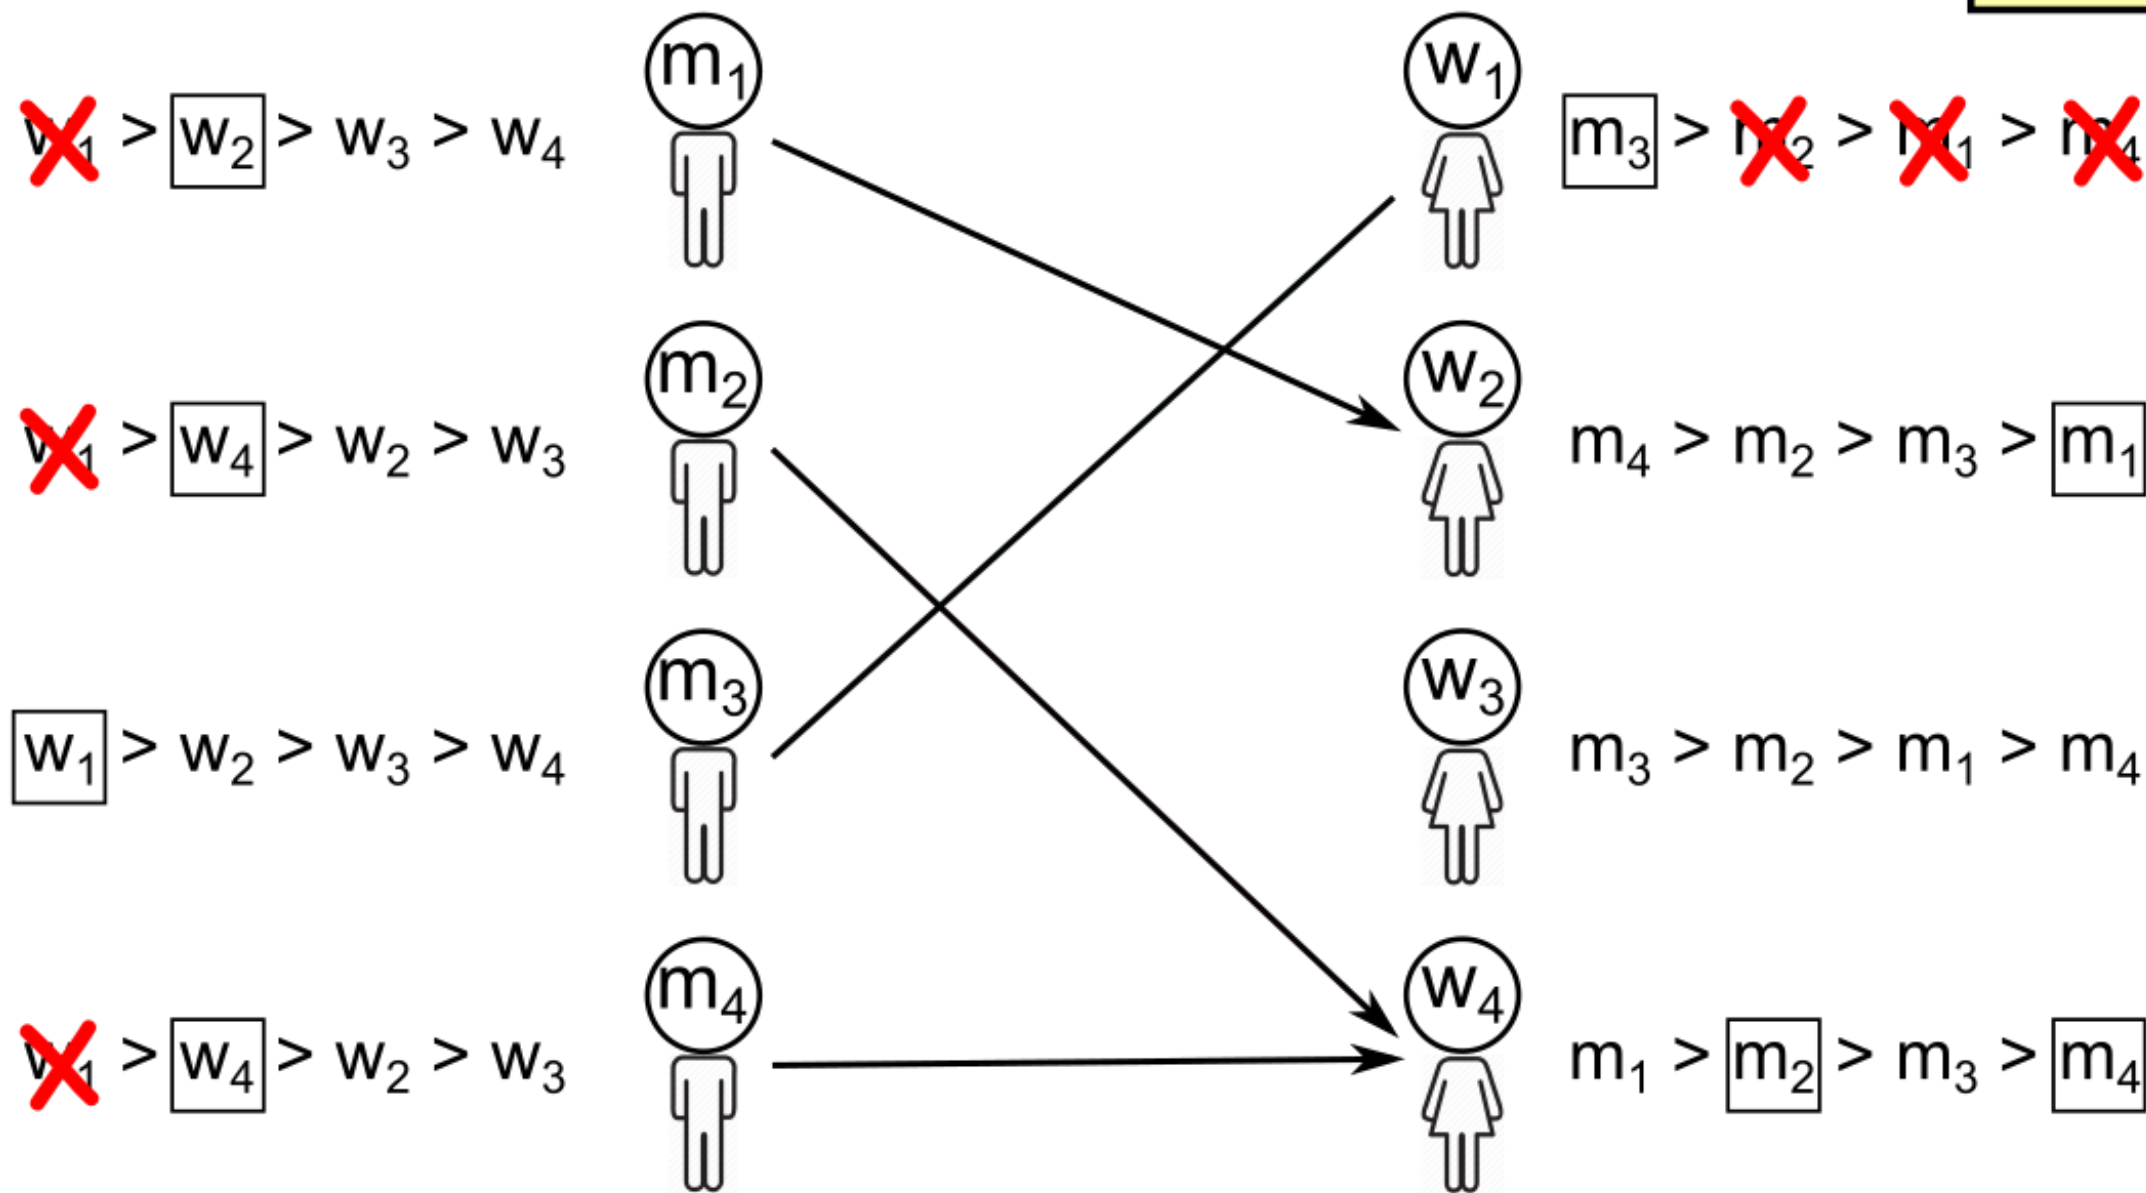 w1 > w2 > w3 > w4 m1 w1 m3 > m2 > m1 > m4
w1 > w4 > w2 > w3 m2 w2 m4 > m2 > m3 > m1
w1 > w2 > w3 > w4 m3 w3 m3 > m2 > m1 > m4
w1 > w4 > w2 > w3 m4 w4 m1 > m2 > m3 > m4